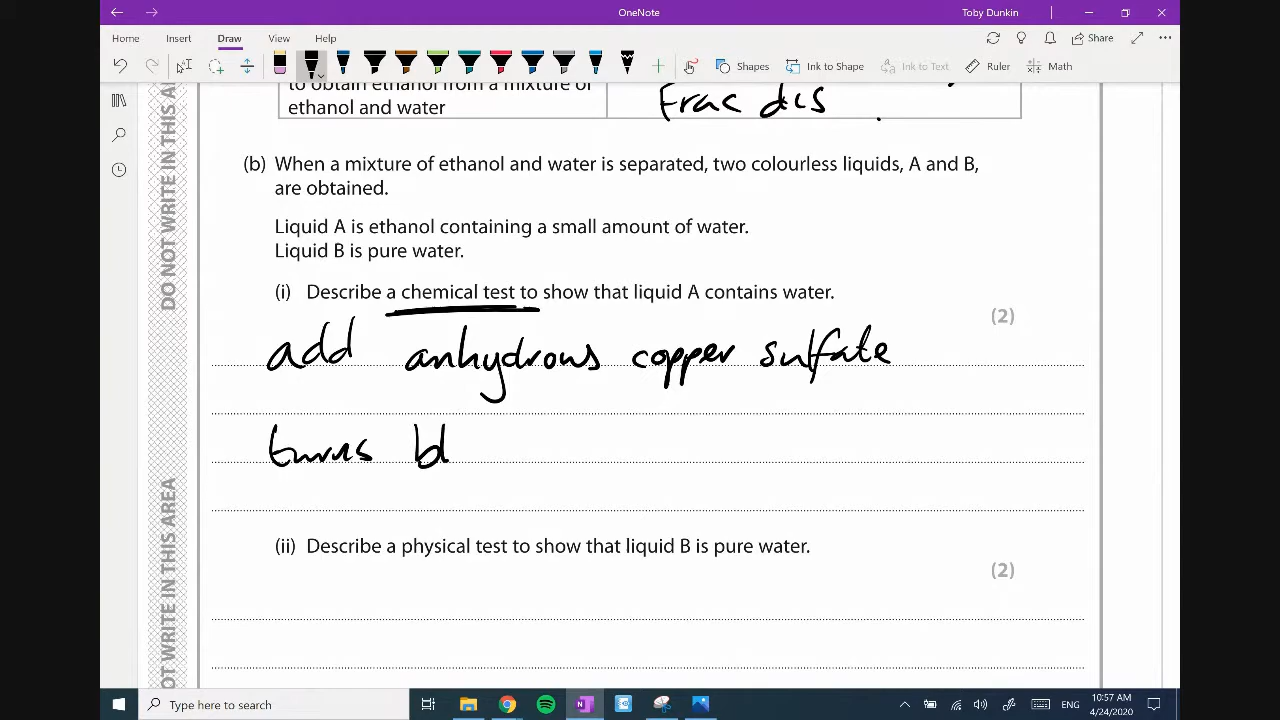 OneNote
Toby Dunkin
Home Insert Draw View Help
Share
Shapes Ink to Shape Ink to Text Ruler Math
to obtain ethanol from a mixture of
ethanol and water
Frac dis
(b) When a mixture of ethanol and water is separated, two colourless liquids, A and B,
are obtained.
Liquid A is ethanol containing a small amount of water.
Liquid B is pure water.
(i) Describe a chemical test to show that liquid A contains water.
(2)
add anhydrous copper sulfate
turns bl
(ii) Describe a physical test to show that liquid B is pure water.
(2)
DO NOT WRITE IN THIS A
OT WRITE IN THIS AREA
Type here to search
ENG
10:57 AM
4/24/2020